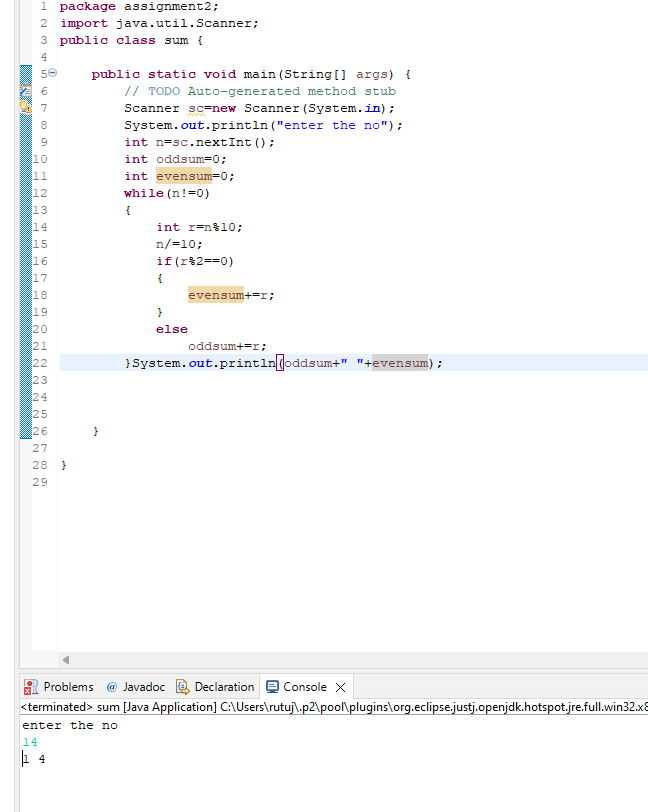 1 package assignment2;
2 import java.util.Scanner;
3 public class sum {
4
5 public static void main(String[] args) {
6 // TODO Auto-generated method stub
7 Scanner sc=new Scanner(System.in);
8 System.out.println("enter the no");
9 int n=sc.nextInt();
10 int oddsum=0;
11 int evensum=0;
12 while(n!=0)
13 {
14 int r=n%10;
15 n/=10;
16 if(r%2==0)
17 {
18 evensum+=r;
19 }
20 else
21 oddsum+=r;
22 }System.out.println(oddsum+" "+evensum);
23
24
25
26 }
27
28 }
29
Problems @ Javadoc Declaration Console
<terminated> sum [Java Application] C:\Users\rutuj\.p2\pool\plugins\org.eclipse.justj.openjdk.hotspot.jre.full.win32.x8
enter the no
14
1 4